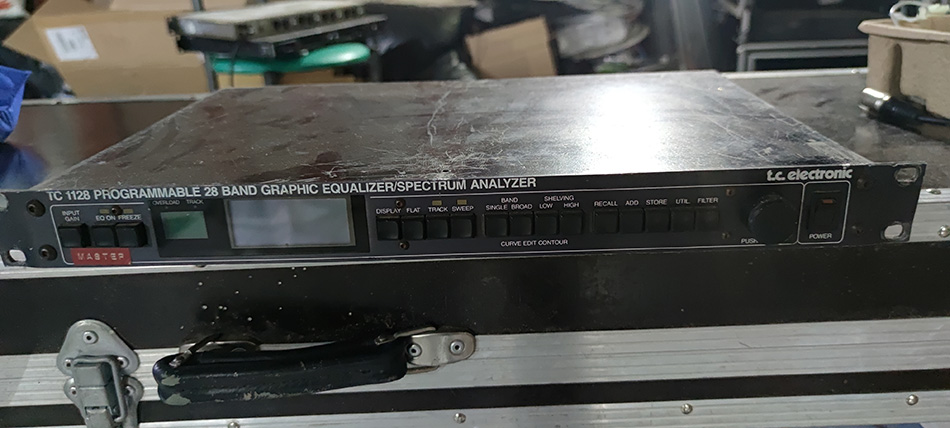 TC 1128 PROGRAMMABLE 28 BAND GRAPHIC EQUALIZER/SPECTRUM ANALYZER
t.c. electronic
INPUT GAIN
EQ ON FREEZE
OVERLOAD TRACK
DISPLAY FLAT TRACK SWEEP
BAND
SINGLE BROAD
SHELVING
LOW HIGH
CURVE EDIT CONTOUR
RECALL ADD STORE UTIL. FILTER
PUSH
POWER
MASTER